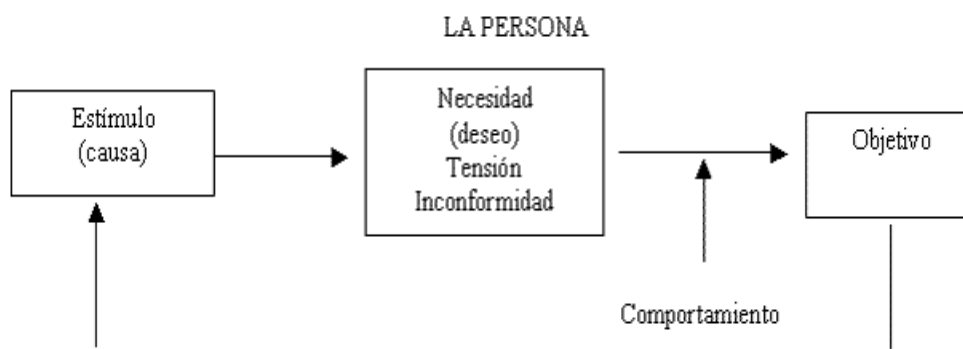 LA PERSONA
Estímulo
(causa)
Necesidad
(deseo)
Tensión
Inconformidad
Objetivo
Comportamiento